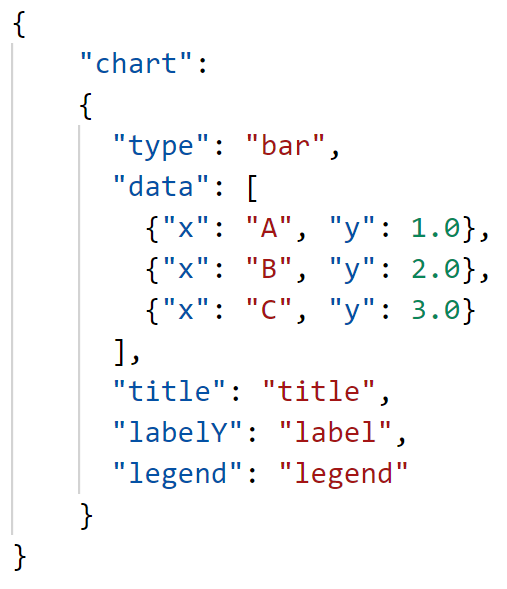 {
    "chart":
    {
      "type": "bar",
      "data": [
        {"x": "A", "y": 1.0},
        {"x": "B", "y": 2.0},
        {"x": "C", "y": 3.0}
      ],
      "title": "title",
      "labelY": "label",
      "legend": "legend"
    }
}